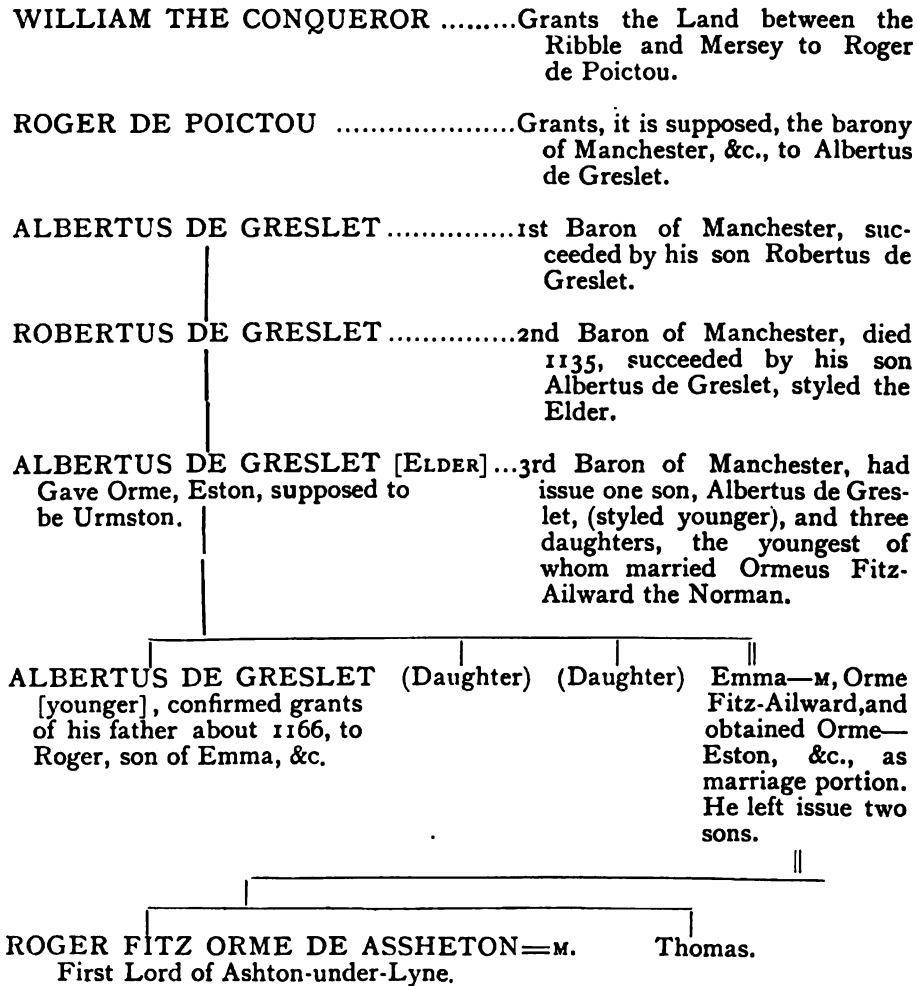 WILLIAM THE CONQUEROR .........Grants the Land between the
Ribble and Mersey to Roger
de Poictou.
ROGER DE POICTOU ......................Grants, it is supposed, the barony
of Manchester, &c., to Albertus
de Greslet.
ALBERTUS DE GRESLET ...............1st Baron of Manchester, suc-
ceeded by his son Robertus de
Greslet.
ROBERTUS DE GRESLET ...............2nd Baron of Manchester, died
1135, succeeded by his son
Albertus de Greslet, styled the
Elder.
ALBERTUS DE GRESLET [ELDER] ...3rd Baron of Manchester, had
Gave Orme, Eston, supposed to issue one son, Albertus de Gres-
be Urmston. let, (styled younger), and three
daughters, the youngest of
whom married Ormeus Fitz-
Ailward the Norman.
ALBERTUS DE GRESLET (Daughter) (Daughter) Emma—M, Orme
[younger], confirmed grants Fitz-Ailward,and
of his father about 1166, to obtained Orme—
Roger, son of Emma, &c. Eston, &c., as
marriage portion.
He left issue two
sons.
ROGER FITZ ORME DE ASSHETON=M. Thomas.
First Lord of Ashton-under-Lyne.